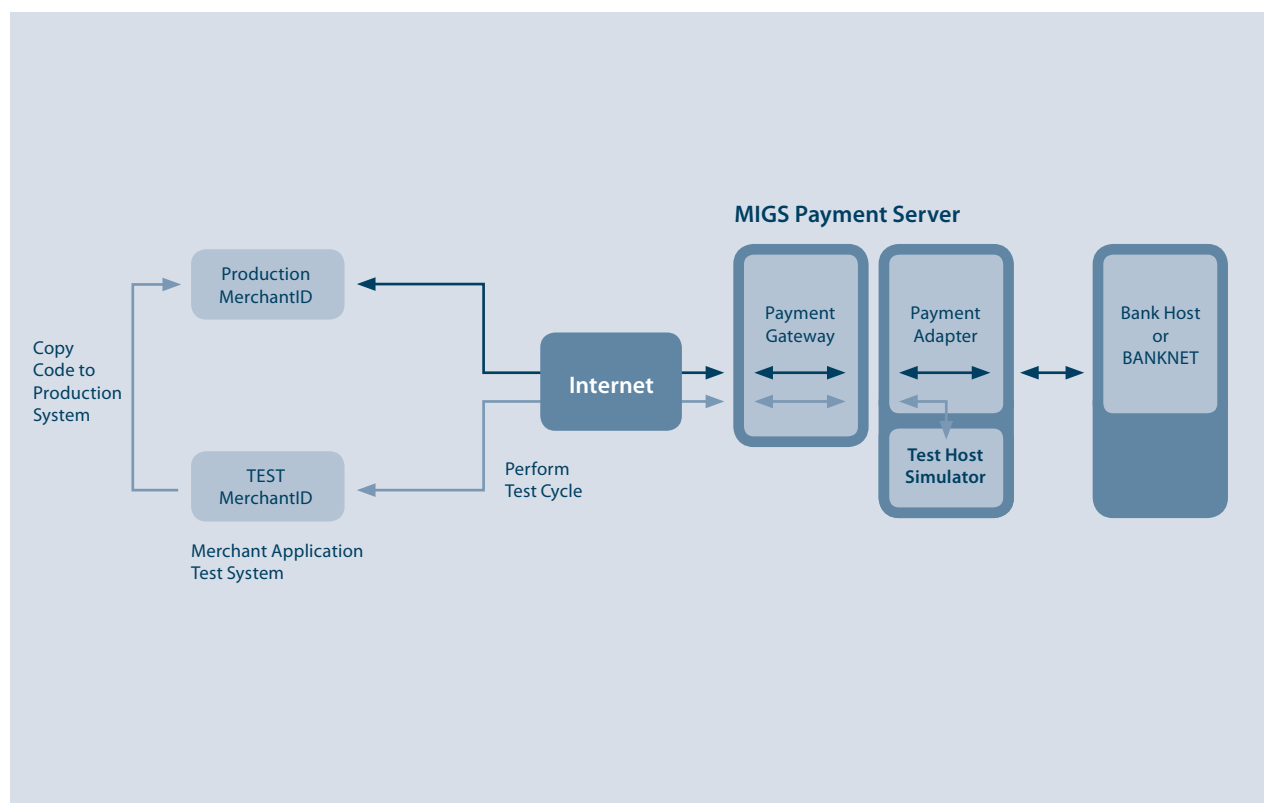 MIGS Payment Server
Production
MerchantID
Copy
Code to
Production
System
TEST
MerchantID
Merchant Application
Test System
Internet
Perform
Test Cycle
Payment
Gateway
Payment
Adapter
Test Host
Simulator
Bank Host
or
BANKNET